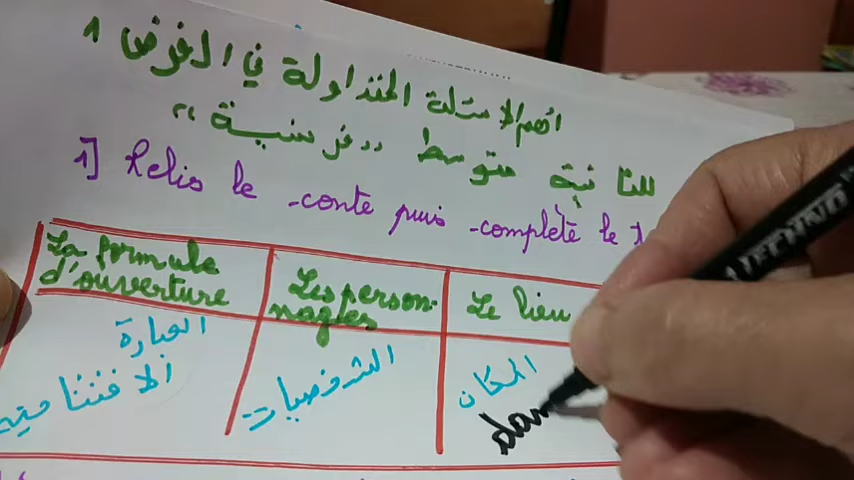 أهم الأسئلة المتداولة في الفرض 1
للثانية متوسط "فرنسية"
1] Relis le conte puis complète le
La formule d'ouverture
Les personnages
Le lieu
العبارة الافتتاحية
الشخصيات
المكان
dan